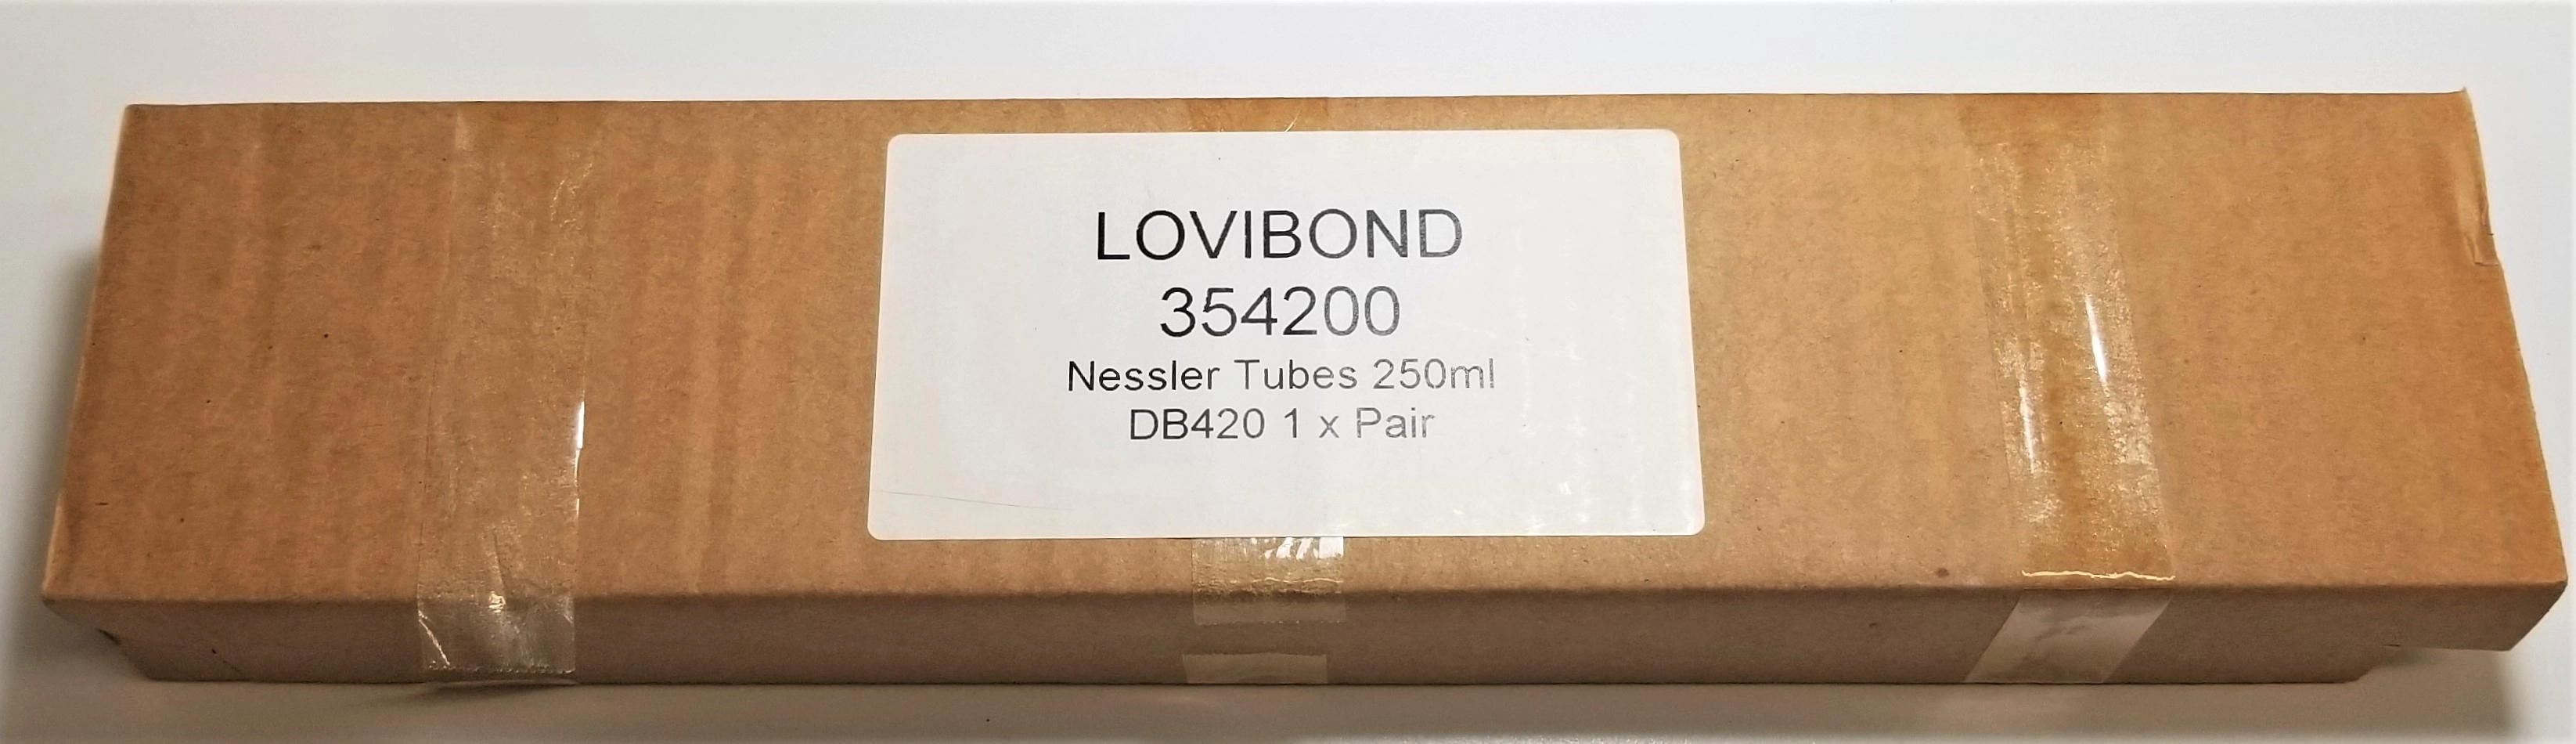 LOVIBOND
354200
Nessler Tubes 250ml
DB420 1 x Pair